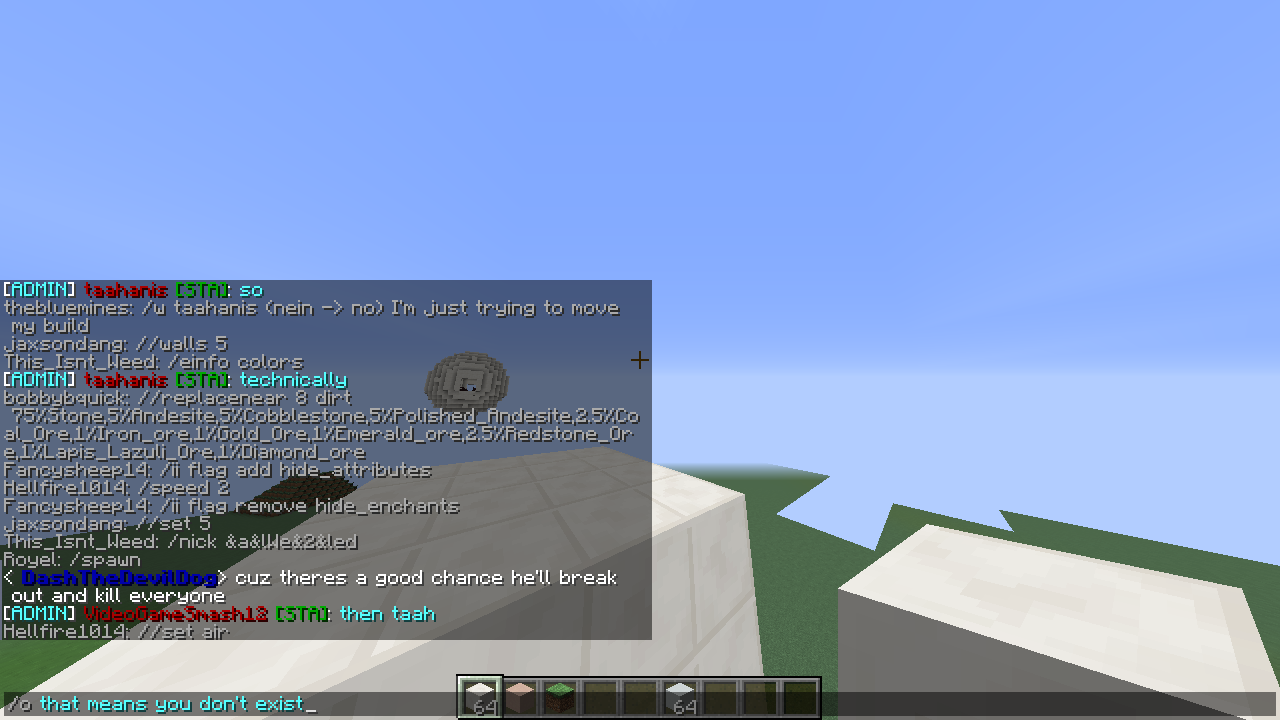 [ADMIN] taahanis [STA]: so
thebluemines: /w taahanis (nein -> no) I'm just trying to move
my build
jaxsondang: //walls 5
This_Isnt_Weed: /einfo colors
[ADMIN] taahanis [STA]: technically
bobbybquick: //replacenear 8 dirt
75%Stone,5%Andesite,5%Cobblestone,5%Polished_Andesite,2.5%Co
al_Ore,1%Iron_ore,1%Gold_Ore,1%Emerald_ore,2.5%Redstone_Or
e,1%Lapis_Lazuli_Ore,1%Diamond_ore
Fancysheep14: /ii flag add hide_attributes
Hellfire1014: /speed 2
Fancysheep14: /ii flag remove hide_enchants
jaxsondang: //set 5
This_Isnt_Weed: /nick &a&lWe&2&led
Royel: /spawn
< DashTheDevilDog> cuz theres a good chance he'll break
out and kill everyone
[ADMIN] VideoGameSmash12 [STA]: then taah
Hellfire1014: //set air
64 64
/o that means you don't exist_